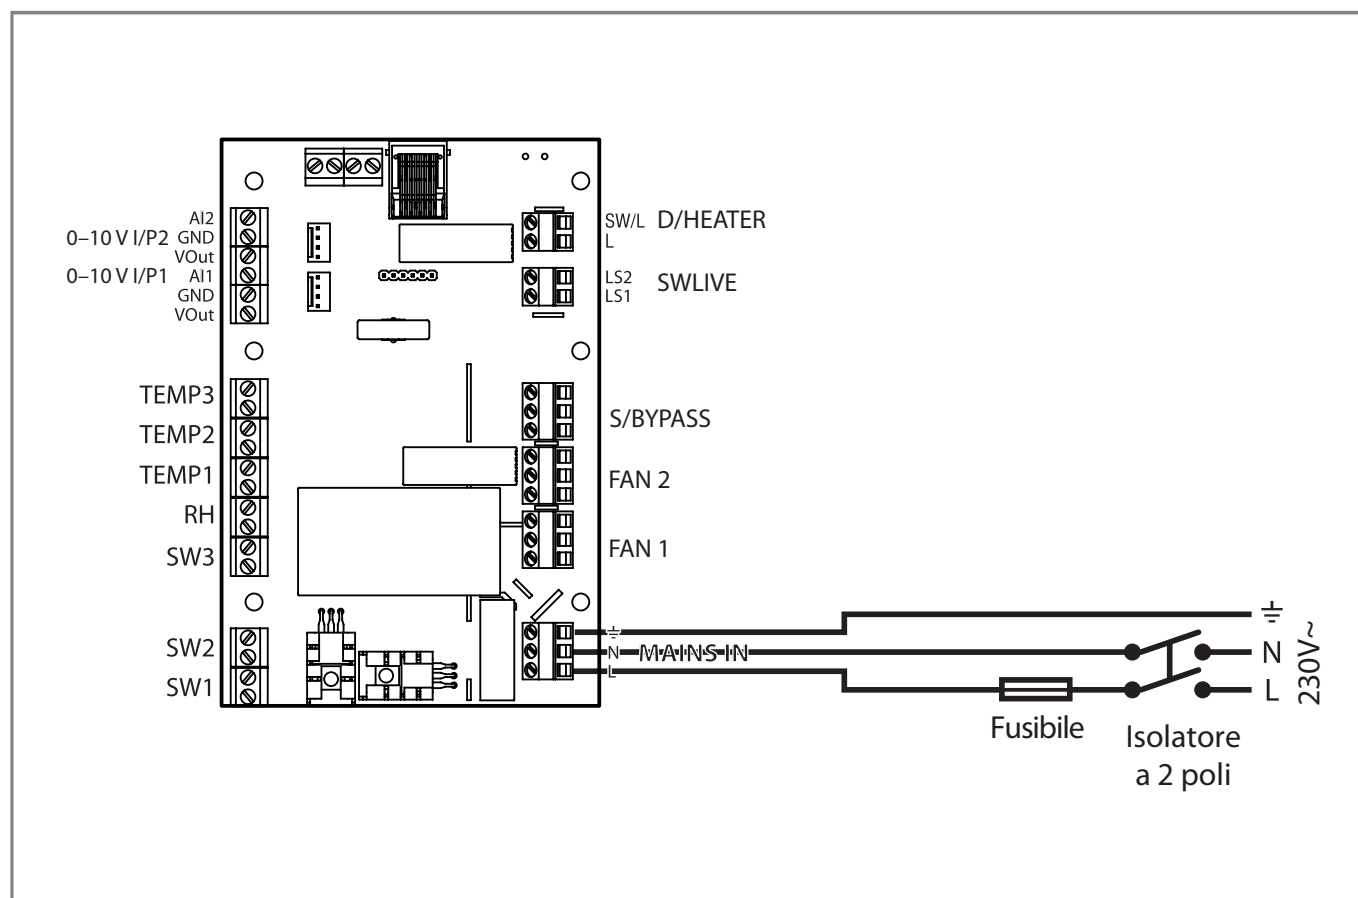 AI2
0–10 V I/P2 GND
VOut
0–10 V I/P1 AI1
GND
VOut
TEMP3
TEMP2
TEMP1
RH
SW3
SW2
SW1
SW/L D/HEATER
L
LS2
SWLIVE
LS1
S/BYPASS
FAN 2
FAN 1
N MAINS IN
L
N
L
230V~
Fusibile
Isolatore
a 2 poli